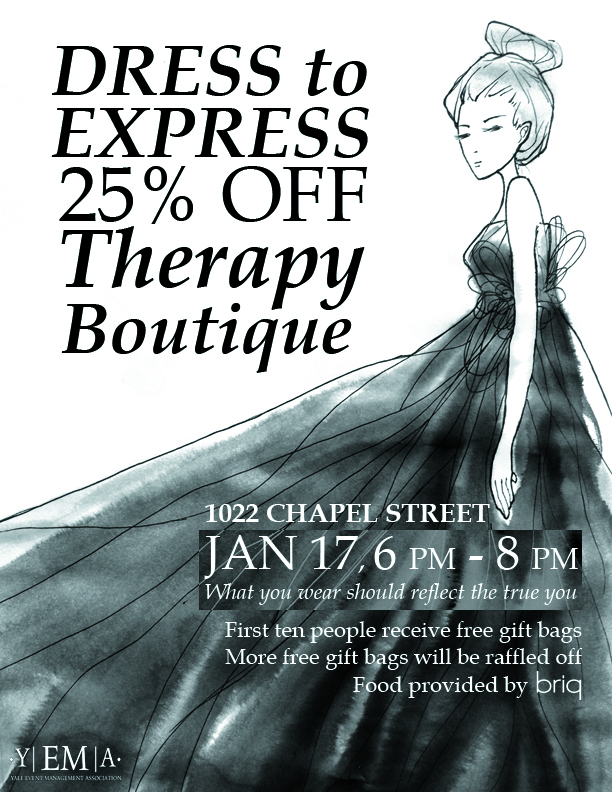 DRESS to
EXPRESS
25% OFF
Therapy
Boutique
1022 CHAPEL STREET
JAN 17, 6 PM - 8 PM
What you wear should reflect the true you
First ten people receive free gift bags
More free gift bags will be raffled off
Food provided by briq
·Y|EM|A·
YALE EVENT MANAGEMENT ASSOCIATION